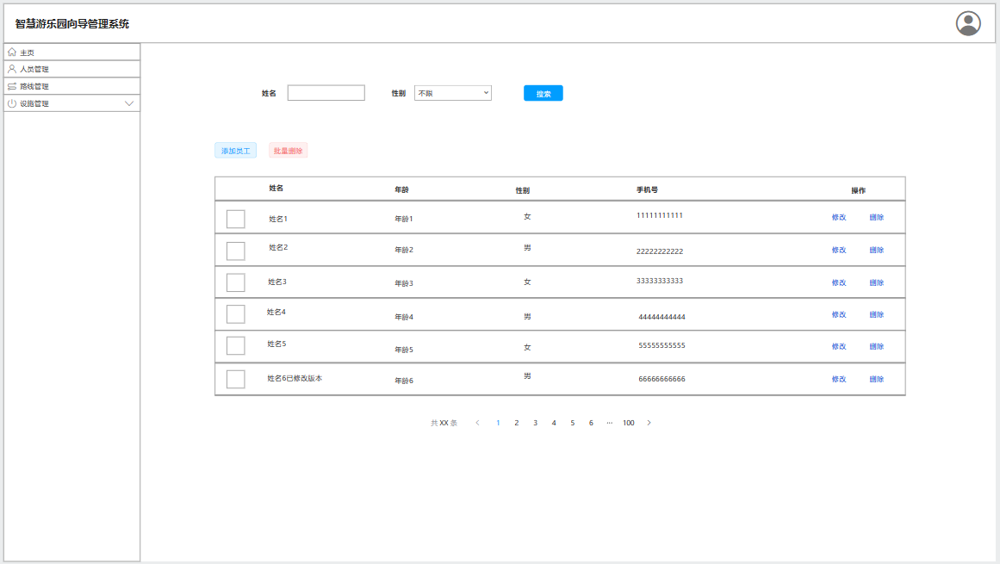 智慧游乐园向导管理系统
主页
人员管理
路线管理
设施管理
姓名 性别 不限 搜索
添加员工 批量删除
姓名 年龄 性别 手机号 操作
姓名1 年龄1 女 11111111111 修改 删除
姓名2 年龄2 男 22222222222 修改 删除
姓名3 年龄3 女 33333333333 修改 删除
姓名4 年龄4 男 44444444444 修改 删除
姓名5 年龄5 女 55555555555 修改 删除
姓名6已修改版本 年龄6 男 66666666666 修改 删除
共 XX 条 < 1 2 3 4 5 6 ··· 100 >